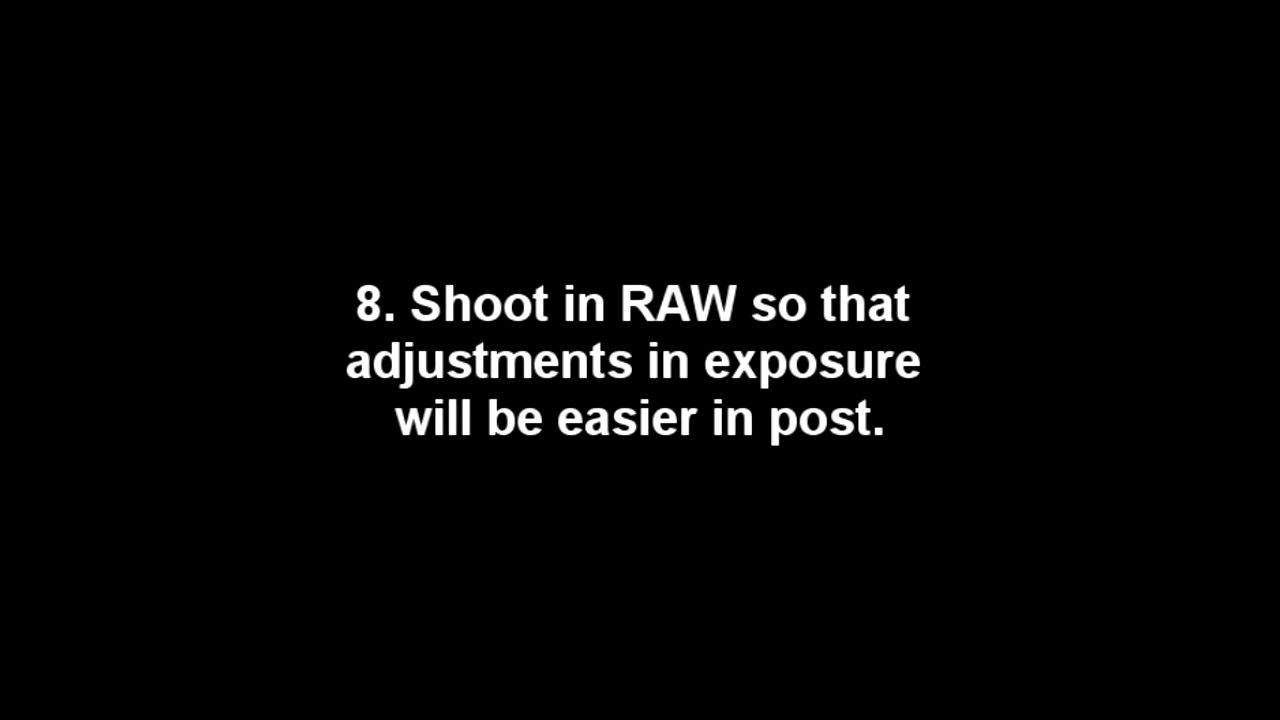 8. Shoot in RAW so that
adjustments in exposure
will be easier in post.